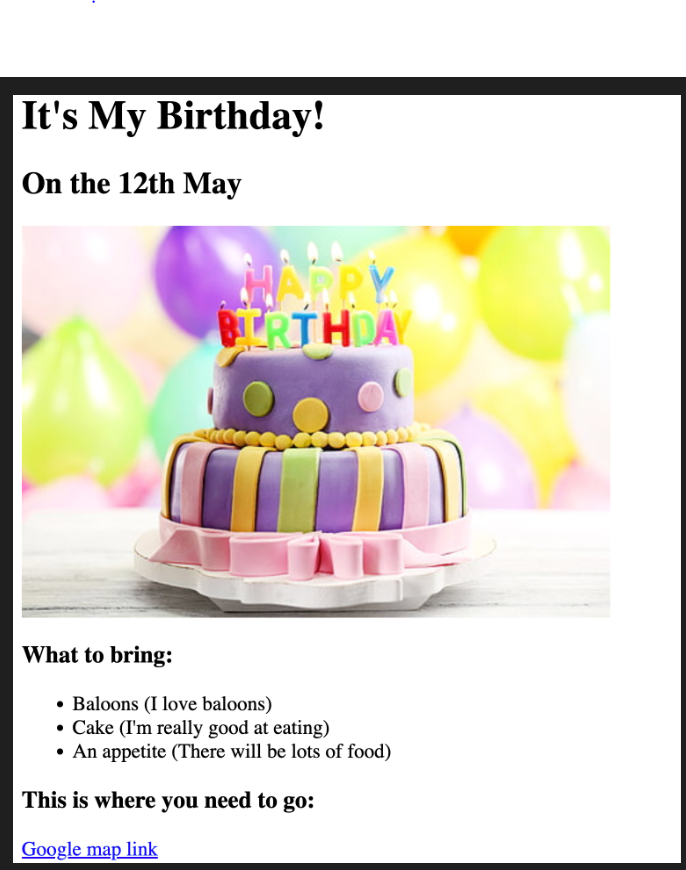 It's My Birthday!
On the 12th May
HAPPY
BIRTHDAY
What to bring:
Baloons (I love baloons)
Cake (I'm really good at eating)
An appetite (There will be lots of food)
This is where you need to go:
Google map link